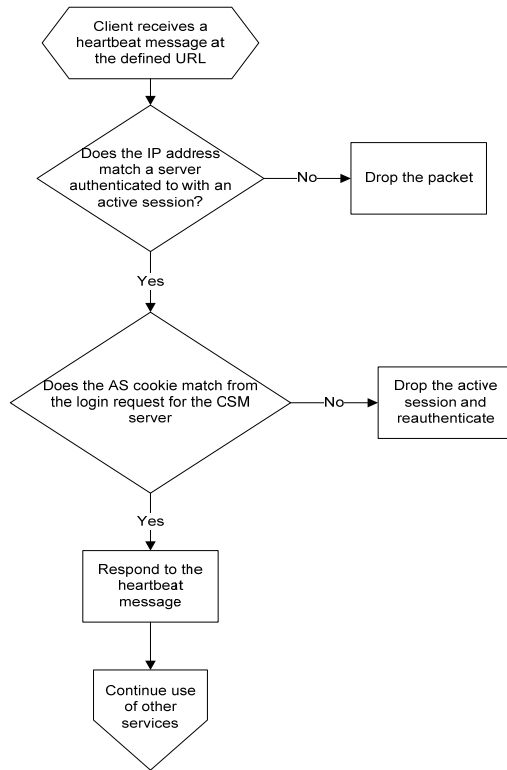 Client receives a
heartbeat message at
the defined URL
Does the IP address
match a server
authenticated to with an
active session?
No
Drop the packet
Yes
Does the AS cookie match from
the login request for the CSM
server
No
Drop the active
session and
reauthenticate
Yes
Respond to the
heartbeat
message
Continue use
of other
services